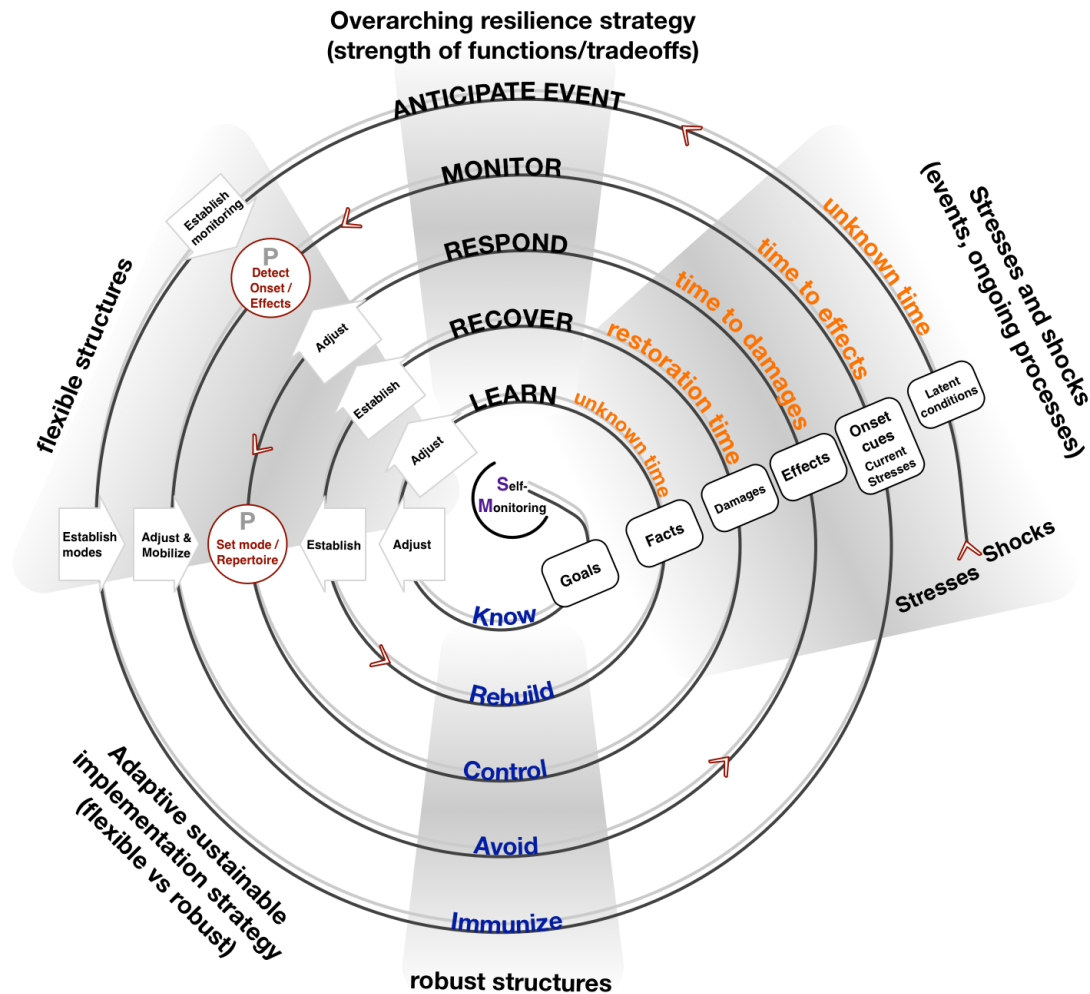 Overarching resilience strategy
(strength of functions/tradeoffs)
ANTICIPATE EVENT
MONITOR
RESPOND
RECOVER
LEARN
Stresses and shocks
(events, ongoing processes)
unknown time
time to effects
time to damages
restoration time
unknown time
flexible structures
Establish
monitoring
P
Detect
Onset /
Effects
Adjust
Establish
Adjust
Self-
Monitoring
Latent
conditions
Onset
cues
Current
Stresses
Effects
Damages
Facts
Goals
Stresses Shocks
Establish
modes
Adjust &
Mobilize
P
Set mode /
Repertoire
Establish
Adjust
Know
Rebuild
Control
Avoid
Immunize
Adaptive sustainable
implementation strategy
(flexible vs robust)
robust structures